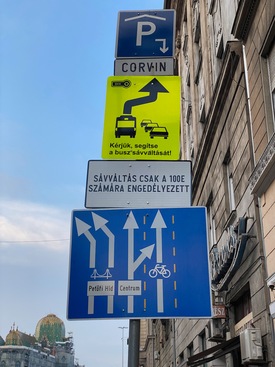 P
CORVIN
Kérjük, segítse
a busz sávváltását!
SÁVVÁLTÁS CSAK A 100E
SZÁMÁRA ENGEDÉLYEZETT
Petőfi Híd
Centrum